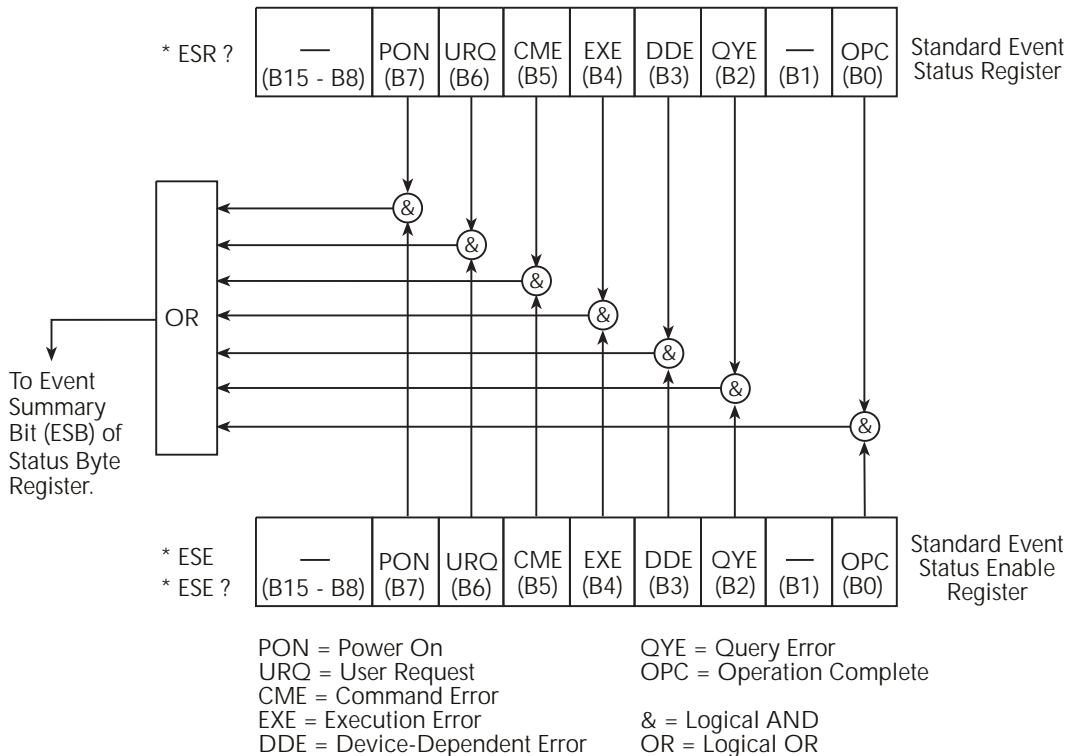 * ESR ?
— PON URQ CME EXE DDE QYE — OPC
(B15 - B8) (B7) (B6) (B5) (B4) (B3) (B2) (B1) (B0)
Standard Event
Status Register
&
&
&
&
&
&
&
OR
To Event
Summary
Bit (ESB) of
Status Byte
Register.
* ESE
* ESE ?
— PON URQ CME EXE DDE QYE — OPC
(B15 - B8) (B7) (B6) (B5) (B4) (B3) (B2) (B1) (B0)
Standard Event
Status Enable
Register
PON = Power On
URQ = User Request
CME = Command Error
EXE = Execution Error
DDE = Device-Dependent Error
QYE = Query Error
OPC = Operation Complete
& = Logical AND
OR = Logical OR